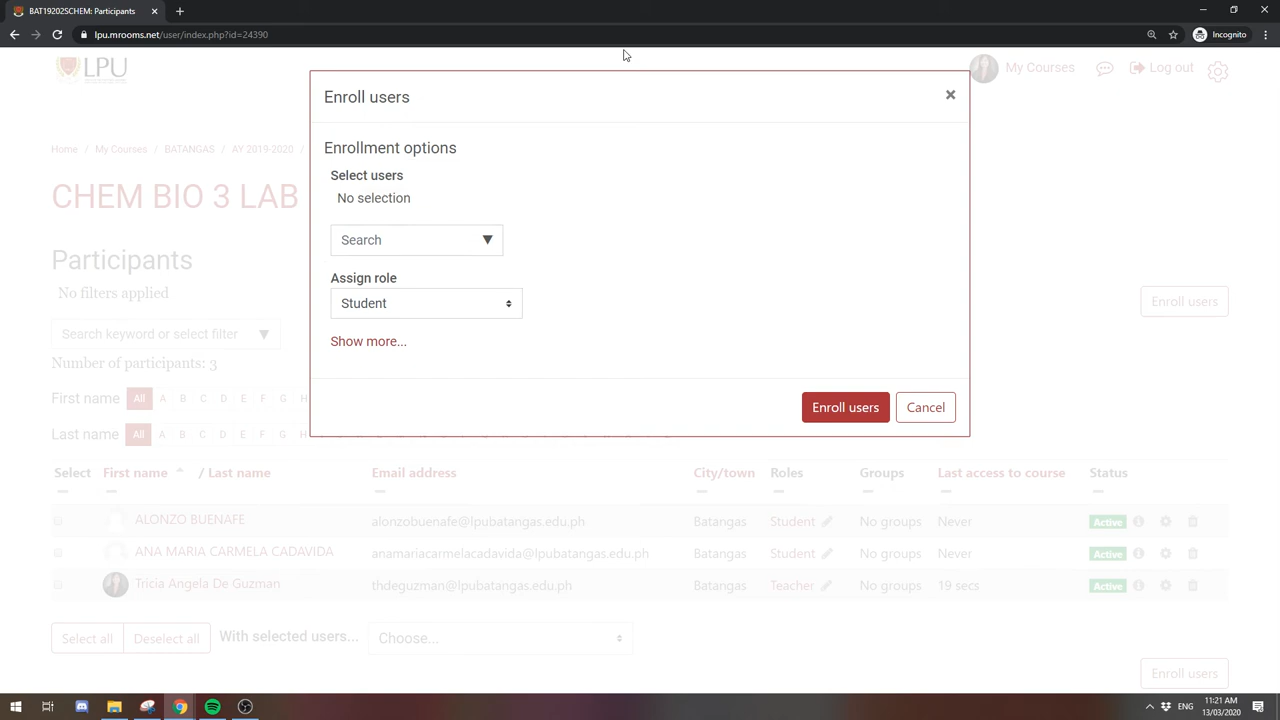 BAT19202SCHEM: Participants
lpu.mrooms.net/user/index.php?id=24390
Incognito
LPU
My Courses
Log out
Enroll users
Enrollment options
Select users
No selection
Search
Assign role
Student
Show more...
Enroll users
Cancel
Home / My Courses / BATANGAS / AY 2019-2020 /
CHEM BIO 3 LAB
Participants
No filters applied
Enroll users
Search keyword or select filter
Number of participants: 3
First name All A B C D E F G H
Last name All A B C D E F G H
Select First name / Last name Email address City/town Roles Groups Last access to course Status
ALONZO BUENAFE alonzobuenafe@lpubatangas.edu.ph Batangas Student No groups Never Active
ANA MARIA CARMELA CADAVIDA anamariacarmelacadavida@lpubatangas.edu.ph Batangas Student No groups Never Active
Tricia Angela De Guzman thdeguzman@lpubatangas.edu.ph Batangas Teacher No groups 19 secs Active
Select all Deselect all With selected users... Choose...
Enroll users
ENG 11:21 AM
13/03/2020